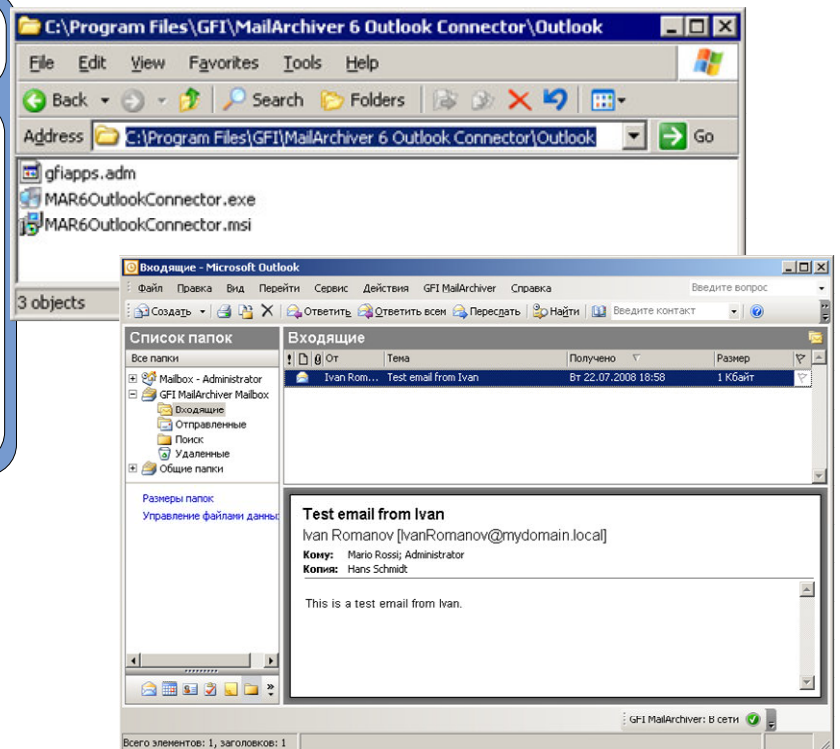 C:\Program Files\GFI\MailArchiver 6 Outlook Connector\Outlook
File Edit View Favorites Tools Help
Back Search Folders
Address C:\Program Files\GFI\MailArchiver 6 Outlook Connector\Outlook Go
gfiapps.adm
MAR6OutlookConnector.exe
MAR6OutlookConnector.msi
3 objects
Входящие - Microsoft Outlook
Файл Правка Вид Перейти Сервис Действия GFI MailArchiver Справка Введите вопрос
Создать Ответить Ответить всем Переслать Найти Введите контакт
Список папок
Все папки
Mailbox - Administrator
GFI MailArchiver Mailbox
Входящие
Отправленные
Поиск
Удаленные
Общие папки
Размеры папок
Управление файлами данны
Входящие
От Тема Получено Размер
Ivan Rom... Test email from Ivan Вт 22.07.2008 18:58 1 Кбайт
Test email from Ivan
Ivan Romanov [IvanRomanov@mydomain.local]
Кому: Mario Rossi; Administrator
Копия: Hans Schmidt
This is a test email from Ivan.
GFI MailArchiver: В сети
Всего элементов: 1, заголовков: 1